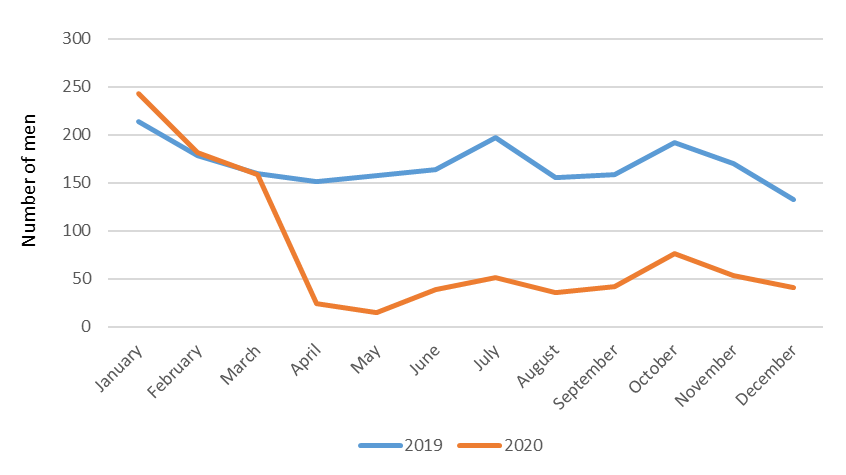 300
250
200
150
100
50
0
Number of men
January
February
March
April
May
June
July
August
September
October
November
December
2019
2020